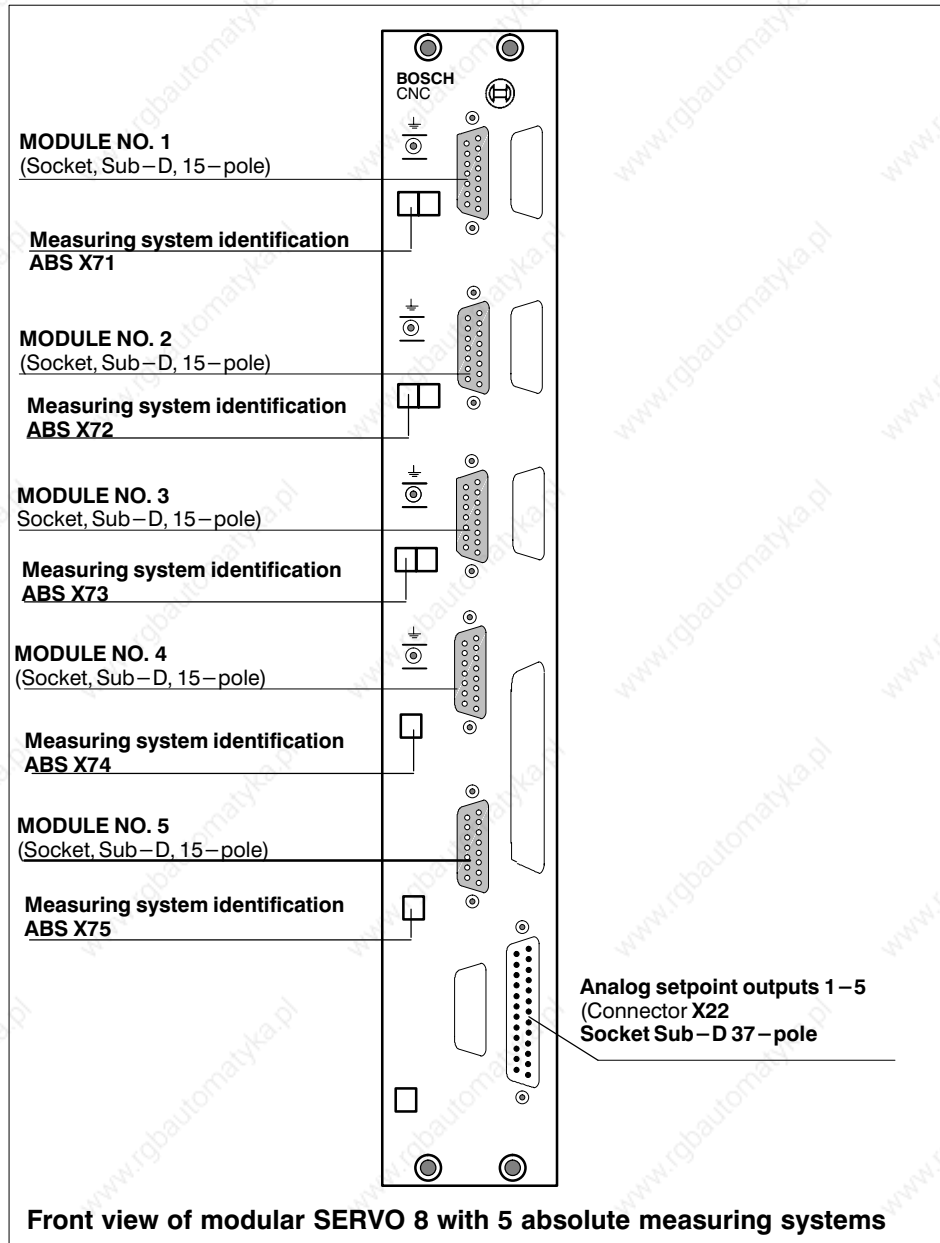 BOSCH
CNC
MODULE NO. 1
(Socket, Sub−D, 15−pole)
Measuring system identification
ABS X71
MODULE NO. 2
(Socket, Sub−D, 15−pole)
Measuring system identification
ABS X72
MODULE NO. 3
Socket, Sub−D, 15−pole)
Measuring system identification
ABS X73
MODULE NO. 4
(Socket, Sub−D, 15−pole)
Measuring system identification
ABS X74
MODULE NO. 5
(Socket, Sub−D, 15−pole)
Measuring system identification
ABS X75
Analog setpoint outputs 1−5
(Connector X22
Socket Sub−D 37−pole
Front view of modular SERVO 8 with 5 absolute measuring systems
www.rgbautomatyka.pl